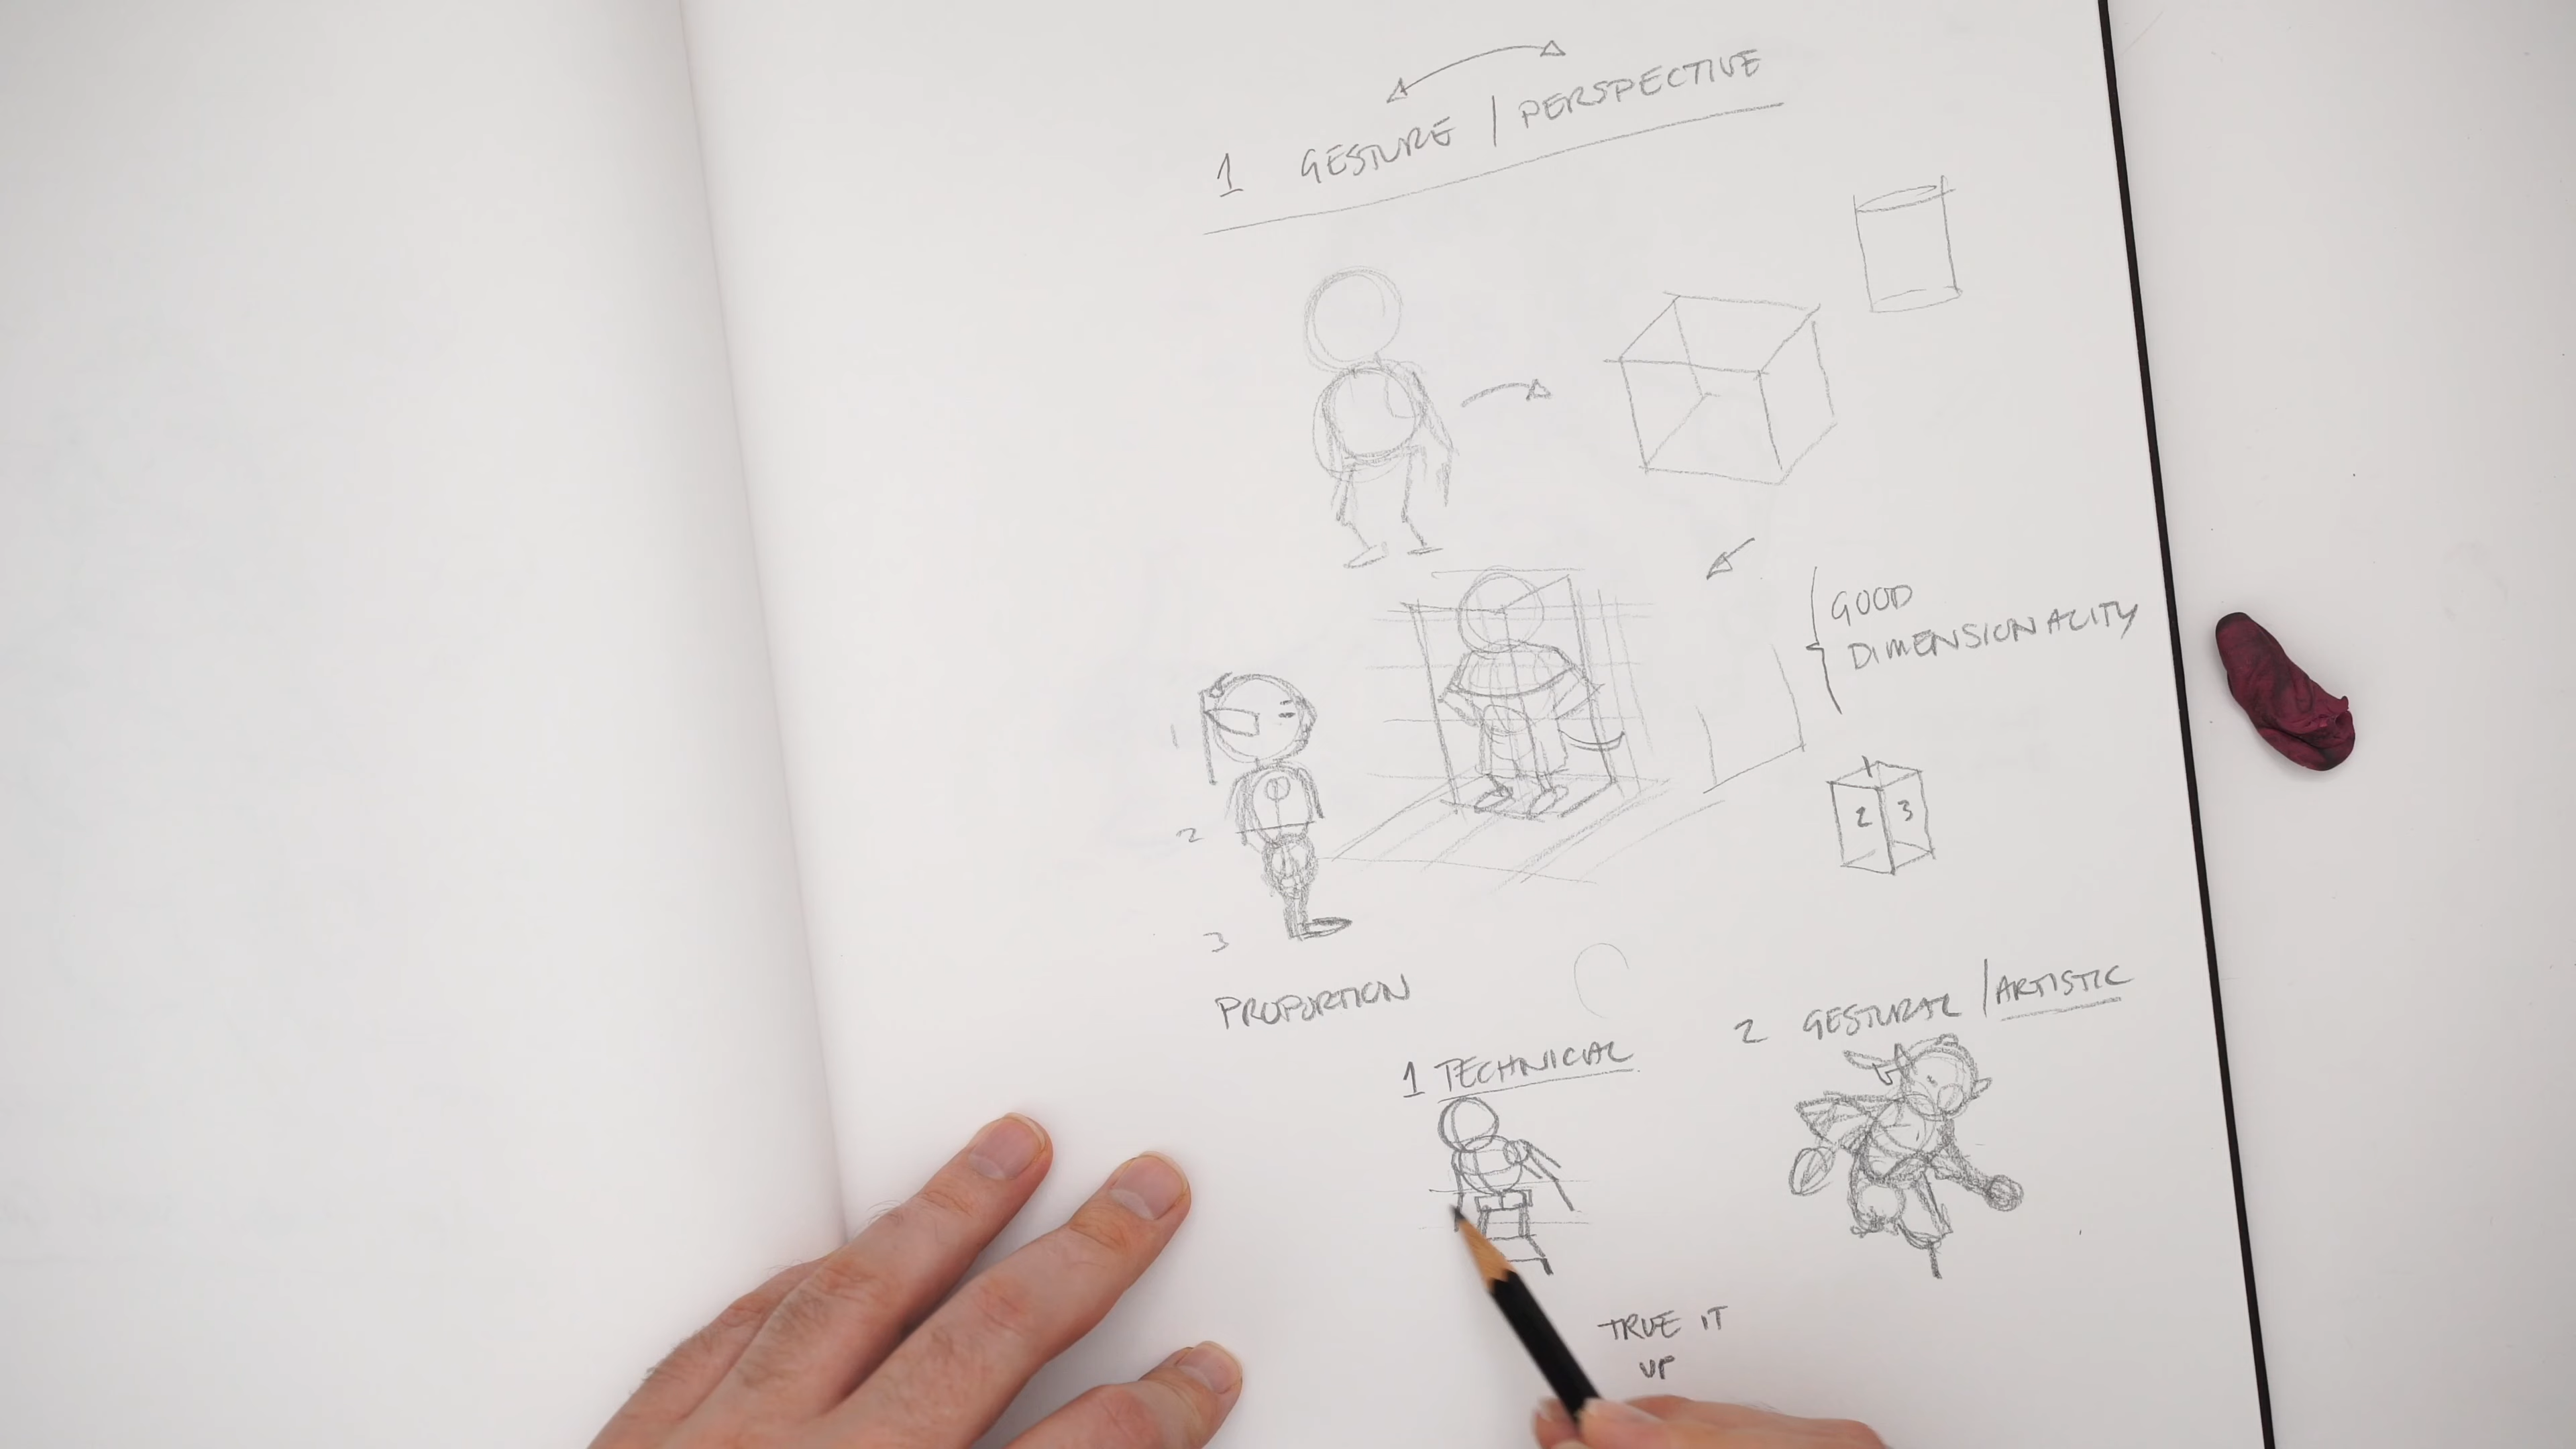 1 GESTURE / PERSPECTIVE
GOOD
DIMENSIONALITY
1
2
3
1
2 3
PROPORTION
2 GESTURAL / ARTISTIC
1 TECHNICAL
TRUE IT
UP